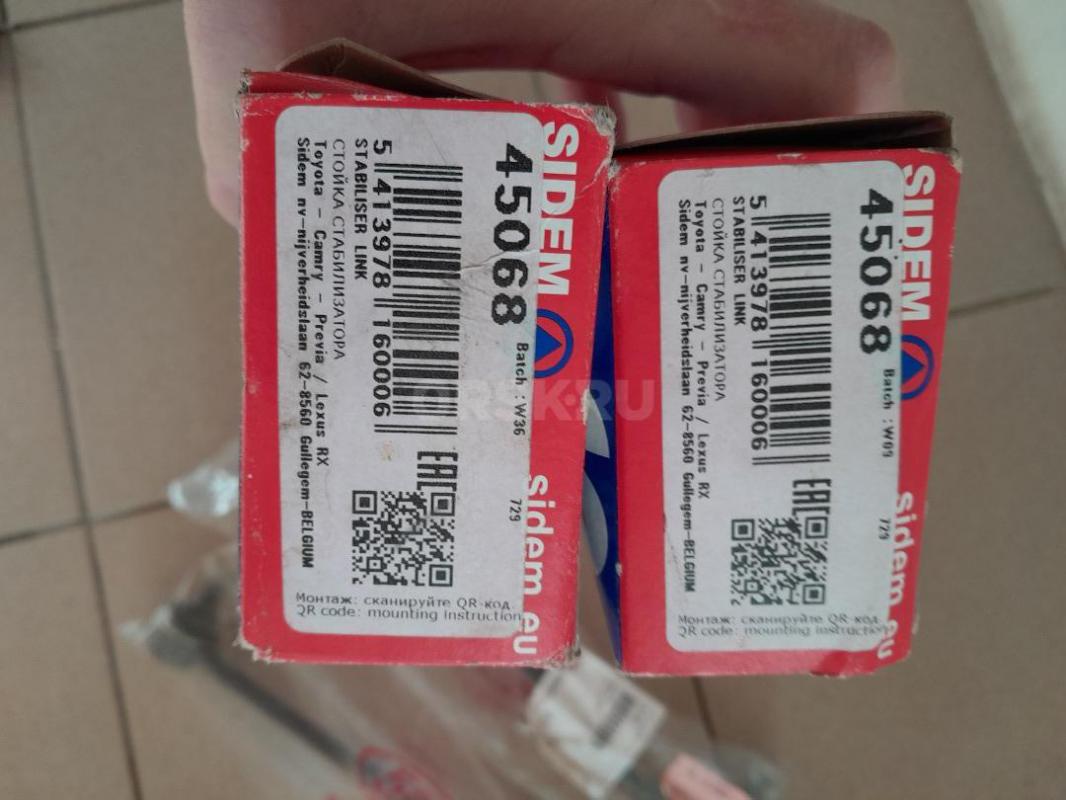 SIDEM
45068
Batch : W36
729
5 413978 160006
EAC
STABILISER LINK
СТОЙКА СТАБИЛИЗАТОРА
Toyota - Camry - Previa / Lexus RX
Sidem nv-nijverheidslaan 62-8560 Gullegem-BELGIUM
Монтаж: сканируйте QR-код.
QR code: mounting instruction
sidem.eu
SIDEM
45068
Batch : W09
729
5 413978 160006
EAC
STABILISER LINK
СТОЙКА СТАБИЛИЗАТОРА
Toyota - Camry - Previa / Lexus RX
Sidem nv-nijverheidslaan 62-8560 Gullegem-BELGIUM
Монтаж: сканируйте QR-код.
QR code: mounting instruction
sidem.eu
ORSK.RU